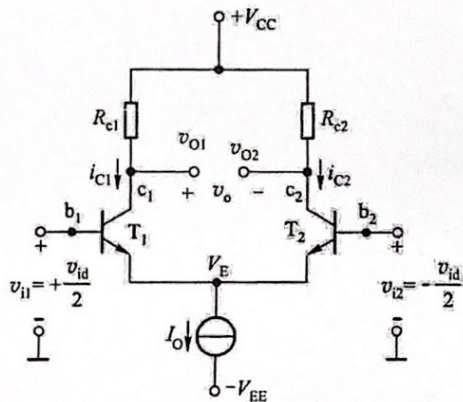 +V_CC
R_c1 R_c2
v_O1 v_O2
i_C1 c_1 + v_o − c_2 i_C2
b_1 T_1 T_2 b_2
+ +
V_E
v_i1=+v_id/2 v_i2=−v_id/2
I_O
− −
−V_EE